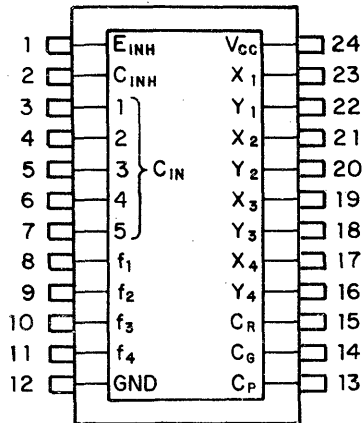 1 E_INH V_CC 24
2 C_INH X_1 23
3 1 Y_1 22
4 2 X_2 21
5 3 C_IN Y_2 20
6 4 X_3 19
7 5 Y_3 18
8 f_1 X_4 17
9 f_2 Y_4 16
10 f_3 C_R 15
11 f_4 C_G 14
12 GND C_P 13